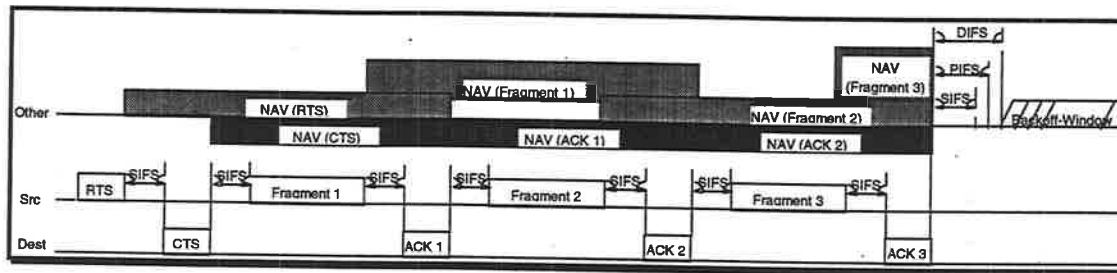 DIFS
NAV (Fragment 3)
PIFS
NAV (Fragment 1)
SIFS
NAV (RTS)
NAV (Fragment 2)
Other
Backoff-Window
NAV (CTS)
NAV (ACK 1)
NAV (ACK 2)
SIFS
SIFS
SIFS
SIFS
SIFS
SIFS
SIFS
RTS
Fragment 1
Fragment 2
Fragment 3
Src
CTS
ACK 1
ACK 2
ACK 3
Dest